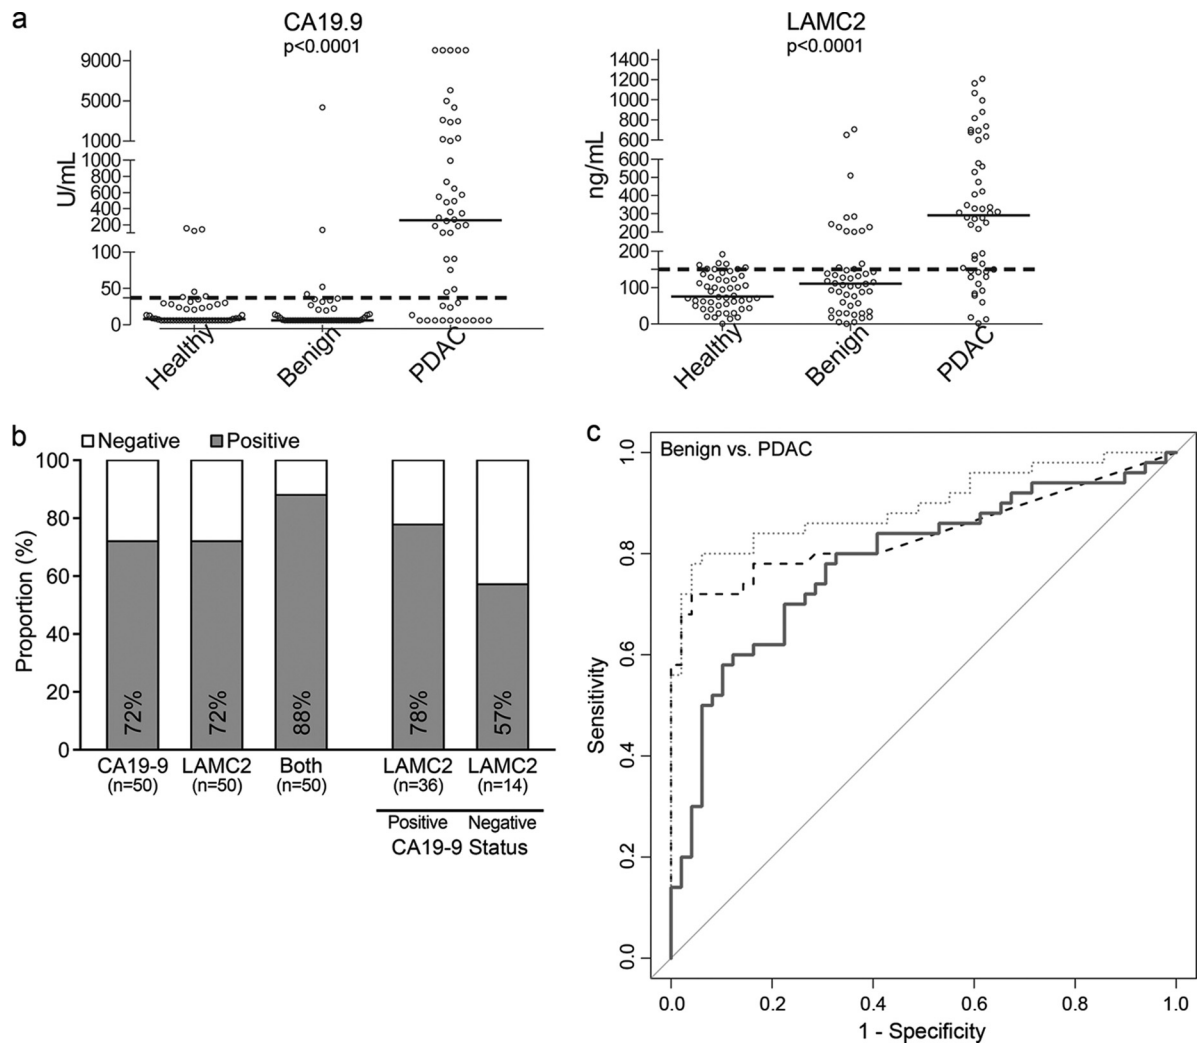 a
CA19.9
p<0.0001
U/mL
9000
5000
1000
1000
800
600
400
200
100
50
0
Healthy
Benign
PDAC
LAMC2
p<0.0001
ng/mL
1400
1200
1000
800
600
600
500
400
300
200
200
100
0
Healthy
Benign
PDAC
b
Negative Positive
Proportion (%)
100
80
60
40
20
0
72%
72%
88%
78%
57%
CA19-9 LAMC2 Both LAMC2 LAMC2
(n=50) (n=50) (n=50) (n=36) (n=14)
Positive Negative
CA19-9 Status
c
Benign vs. PDAC
Sensitivity
1.0
0.8
0.6
0.4
0.2
0.0
0.0 0.2 0.4 0.6 0.8 1.0
1 - Specificity